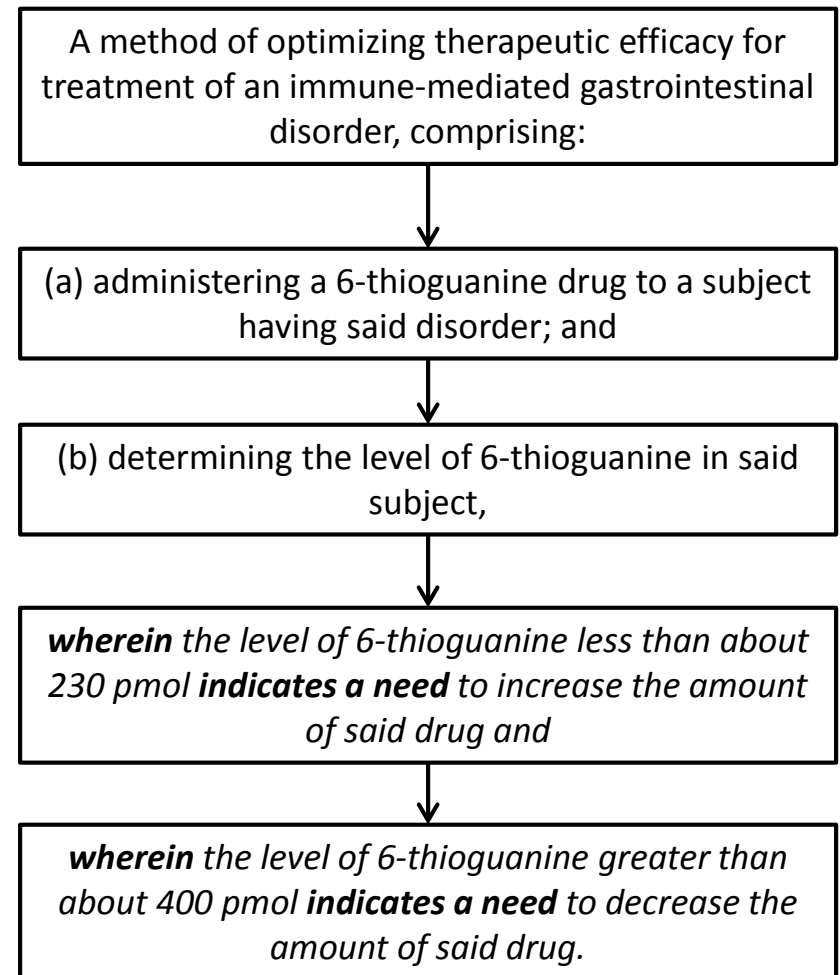 A method of optimizing therapeutic efficacy for
treatment of an immune-mediated gastrointestinal
disorder, comprising:
(a) administering a 6-thioguanine drug to a subject
having said disorder; and
(b) determining the level of 6-thioguanine in said
subject,
wherein the level of 6-thioguanine less than about
230 pmol indicates a need to increase the amount
of said drug and
wherein the level of 6-thioguanine greater than
about 400 pmol indicates a need to decrease the
amount of said drug.